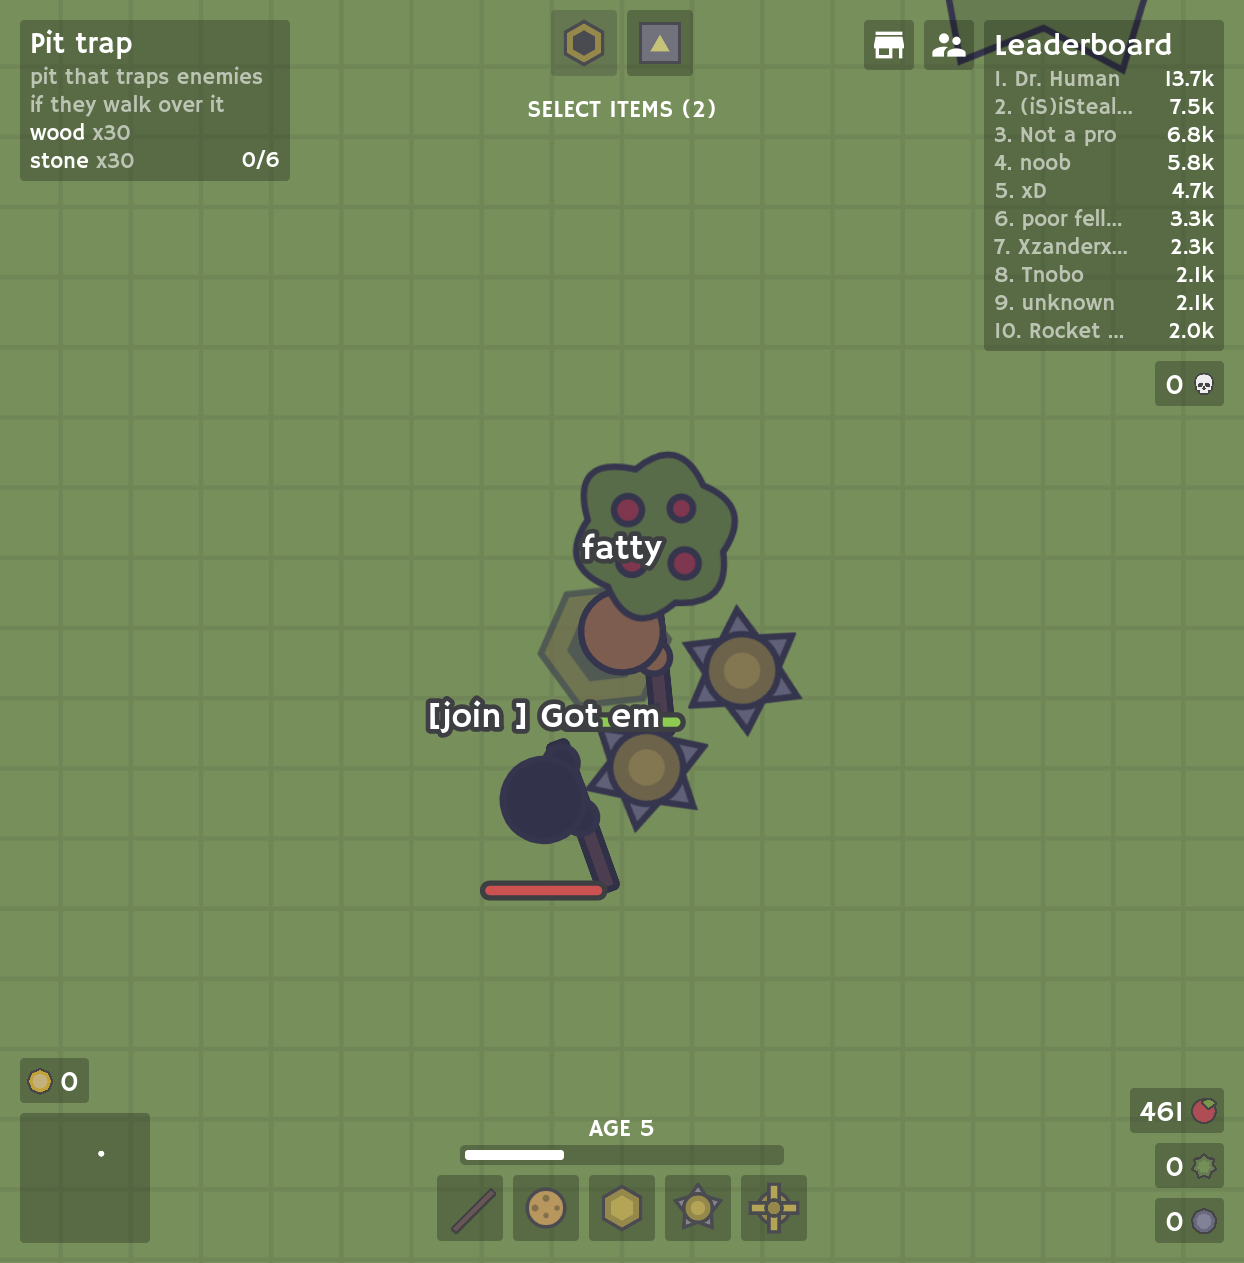 Pit trap
pit that traps enemies
if they walk over it
wood x30
stone x30 0/6
SELECT ITEMS (2)
Leaderboard
1. Dr. Human 13.7k
2. (iS)iSteal... 7.5k
3. Not a pro 6.8k
4. noob 5.8k
5. xD 4.7k
6. poor fell... 3.3k
7. Xzanderx... 2.3k
8. Tnobo 2.1k
9. unknown 2.1k
10. Rocket ... 2.0k
0
fatty
[join ] Got em
0
AGE 5
461
0
0